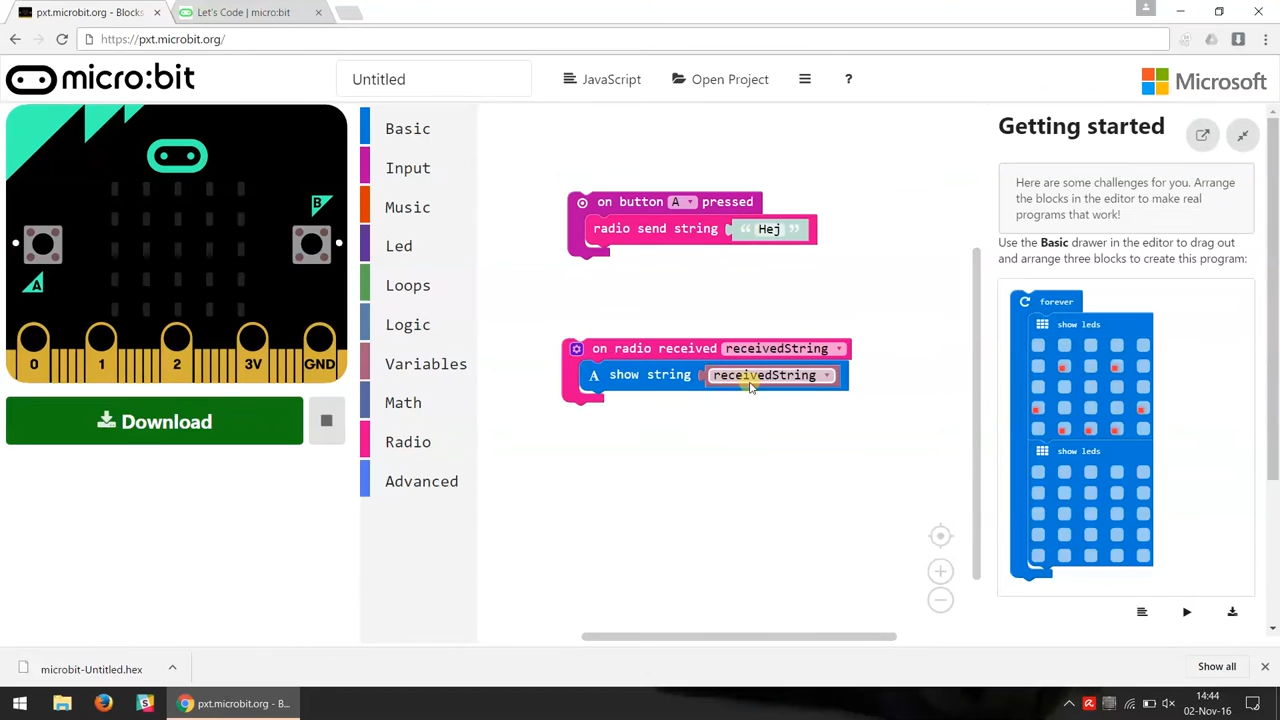 pxt.microbit.org - Blocks
Let's Code | micro:bit
https://pxt.microbit.org/
micro:bit
Untitled
JavaScript
Open Project
?
Microsoft
A
B
0
1
2
3V
GND
Download
Basic
Input
Music
Led
Loops
Logic
Variables
Math
Radio
Advanced
on button A pressed
radio send string “ Hej ”
on radio received receivedString
A show string receivedString
Getting started
Here are some challenges for you. Arrange
the blocks in the editor to make real
programs that work!
Use the Basic drawer in the editor to drag out
and arrange three blocks to create this program:
forever
show leds
show leds
microbit-Untitled.hex
Show all
pxt.microbit.org - B...
14:44
02-Nov-16